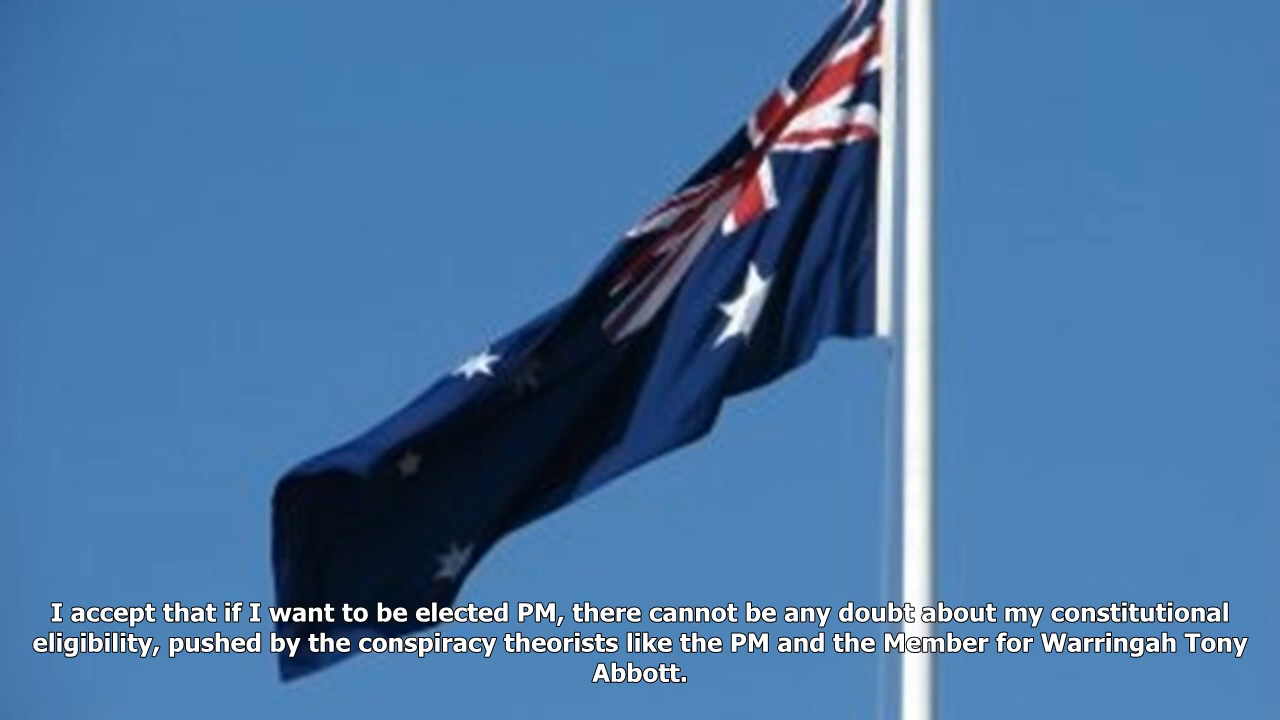 I accept that if I want to be elected PM, there cannot be any doubt about my constitutional
eligibility, pushed by the conspiracy theorists like the PM and the Member for Warringah Tony
Abbott.